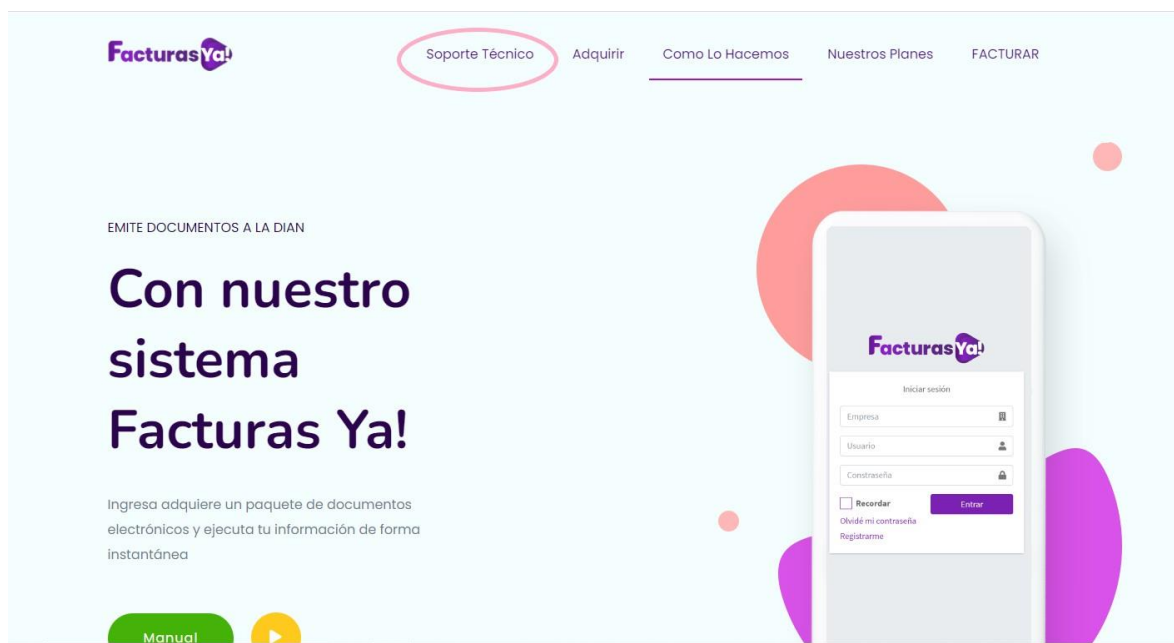 FacturasYa!
Soporte Técnico
Adquirir
Como Lo Hacemos
Nuestros Planes
FACTURAR
EMITE DOCUMENTOS A LA DIAN
Con nuestro
sistema
Facturas Ya!
Ingresa adquiere un paquete de documentos
electrónicos y ejecuta tu información de forma
instantánea
Manual
FacturasYa!
Iniciar sesión
Empresa
Usuario
Constraseña
Recordar
Entrar
Olvidé mi contraseña
Registrarme